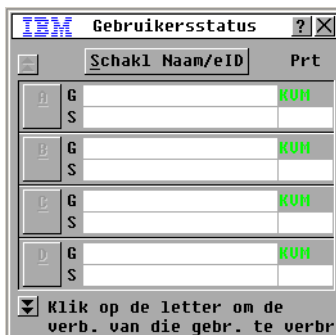 IBM Gebruikersstatus ? X
Schakl Naam/eID Prt
A G KVM
S
B G KVM
S
C G KVM
S
D G KVM
S
Klik op de letter om de
verb. van die gebr. te verbr